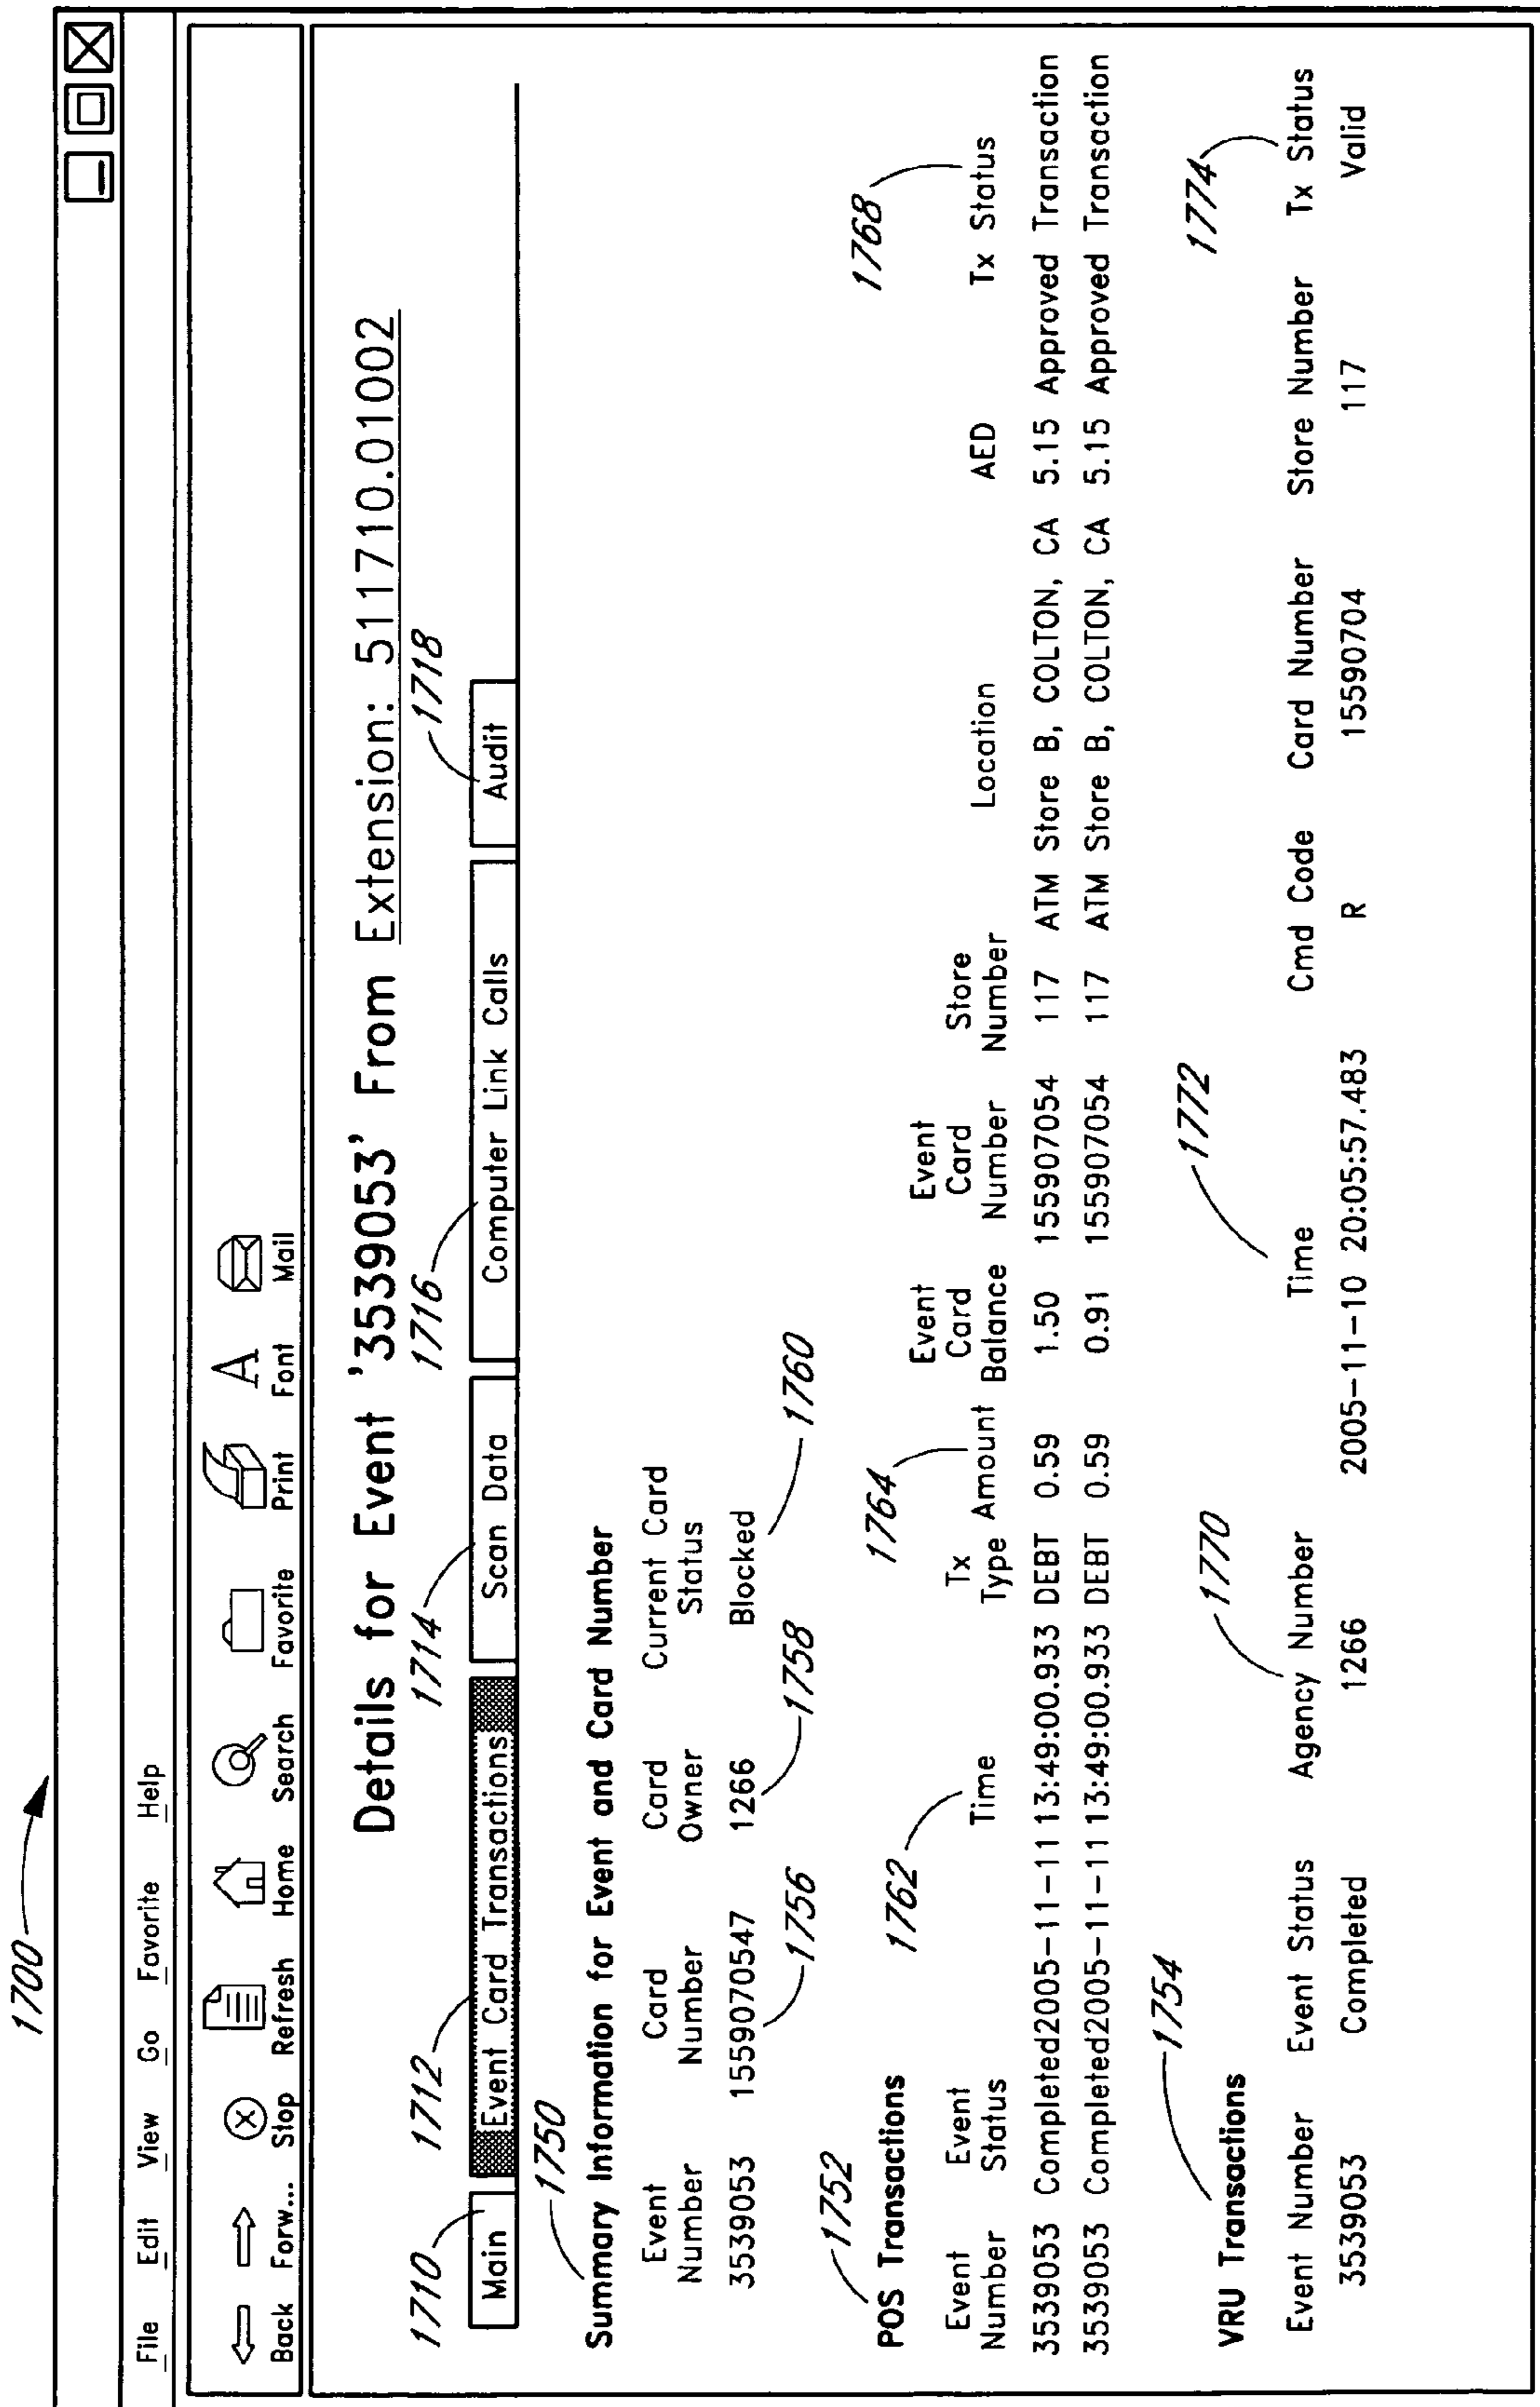 1700
File Edit View Go Favorite Help
Back Forw... Stop Refresh Home Search Favorite Print Font Mail
Details for Event '3539053' From Extension: 511710.01002
1710 1712 1714 1716 1718
Main Event Card Transactions Scan Data Computer Link Calls Audit
1750
Summary Information for Event and Card Number
Event Card Card Current Card
Number Number Owner Status
3539053 1559070547 1266 Blocked
1756 1758 1760
1752
POS Transactions
1762 1764 1768
Event Event Card Event Card
Number Event Status Time Tx Type Amount Balance Number Store Number Location AED Tx Status
3539053 Completed2005-11-11 13:49:00.933 DEBT 0.59 1.50 155907054 117 ATM Store B, COLTON, CA 5.15 Approved Transaction
3539053 Completed2005-11-11 13:49:00.933 DEBT 0.59 0.91 155907054 117 ATM Store B, COLTON, CA 5.15 Approved Transaction
1754
VRU Transactions
1770 1772 1774
Event Number Event Status Agency Number Time Cmd Code Card Number Store Number Tx Status
3539053 Completed 1266 2005-11-10 20:05:57.483 R 15590704 117 Valid